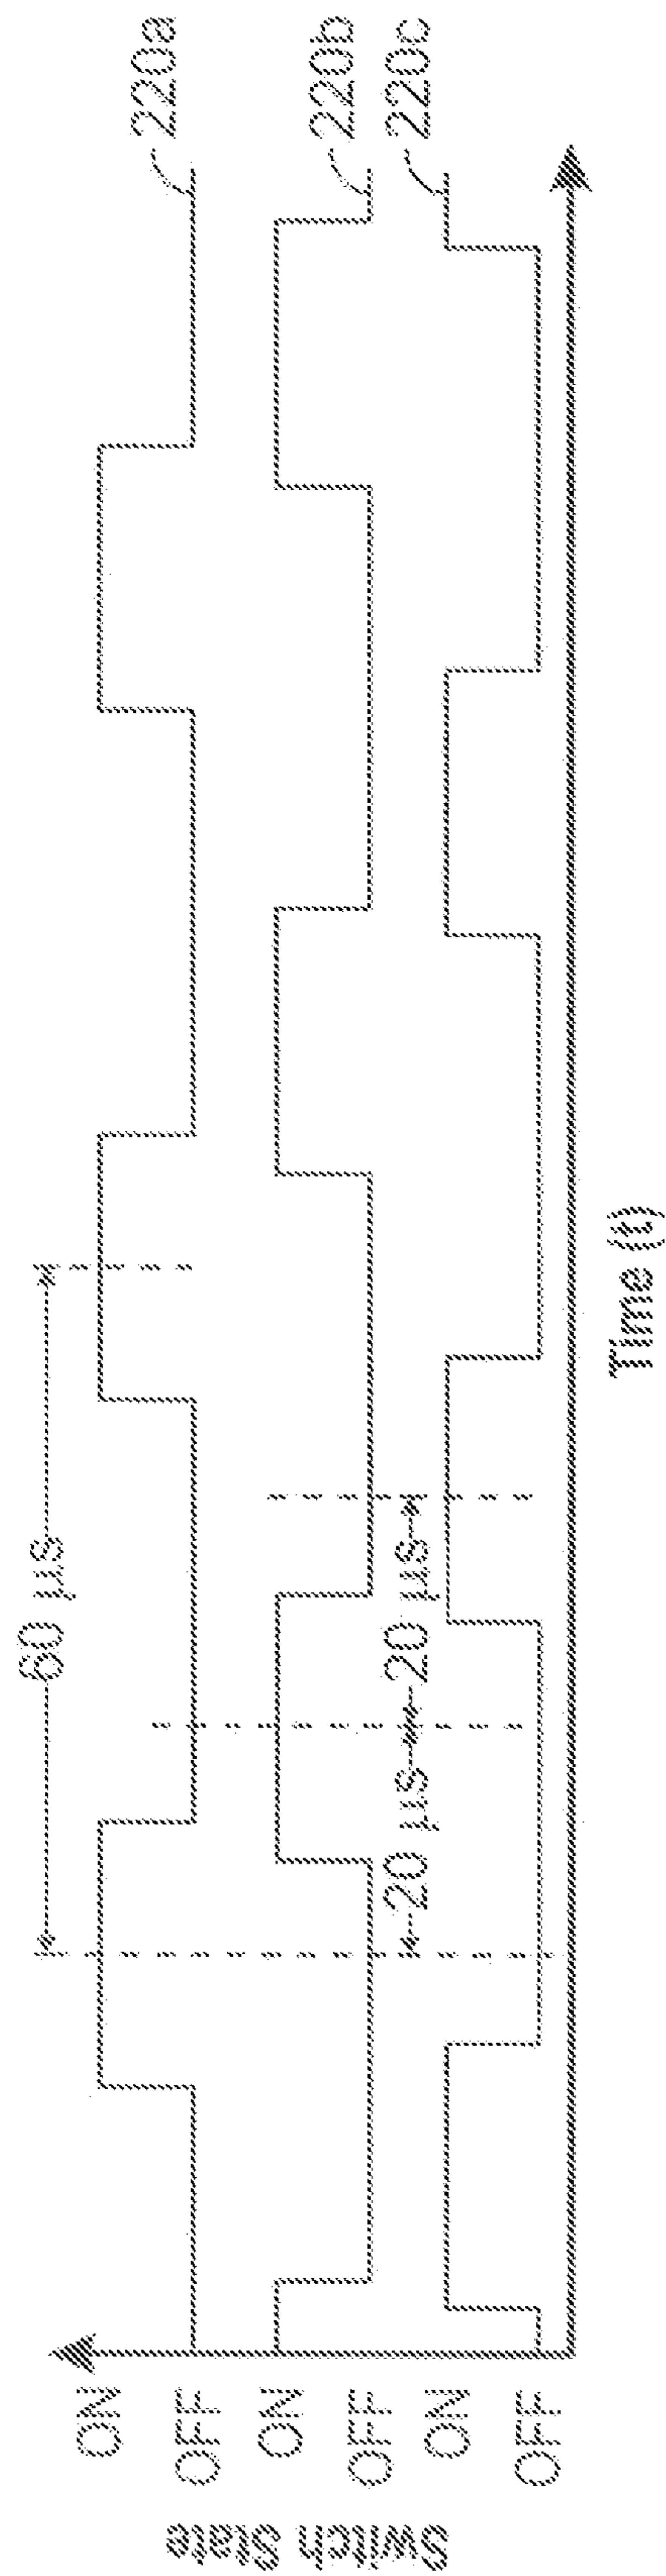 60 μs
220a
20 μs
20 μs
220b
220c
Switch State
ON
OFF
ON
OFF
ON
OFF
Time (t)